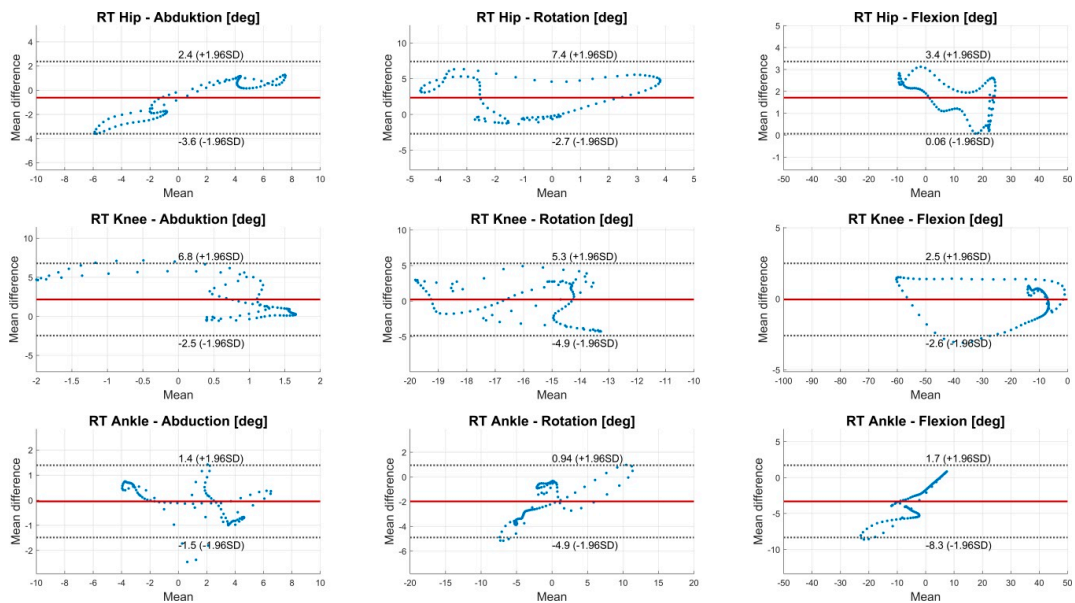 RT Hip - Abduktion [deg]
Mean difference
4
2
0
-2
-4
-6
2.4 (+1.96SD)
-3.6 (-1.96SD)
-10 -8 -6 -4 -2 0 2 4 6 8 10
Mean
RT Hip - Rotation [deg]
Mean difference
10
5
0
-5
7.4 (+1.96SD)
-2.7 (-1.96SD)
-5 -4 -3 -2 -1 0 1 2 3 4 5
Mean
RT Hip - Flexion [deg]
Mean difference
5
4
3
2
1
0
-1
3.4 (+1.96SD)
0.06 (-1.96SD)
-50 -40 -30 -20 -10 0 10 20 30 40 50
Mean
RT Knee - Abduktion [deg]
Mean difference
10
5
0
-5
6.8 (+1.96SD)
-2.5 (-1.96SD)
-2 -1.5 -1 -0.5 0 0.5 1 1.5 2
Mean
RT Knee - Rotation [deg]
Mean difference
10
5
0
-5
5.3 (+1.96SD)
-4.9 (-1.96SD)
-20 -19 -18 -17 -16 -15 -14 -13 -12 -11 -10
Mean
RT Knee - Flexion [deg]
Mean difference
5
0
-5
2.5 (+1.96SD)
-2.6 (-1.96SD)
-100 -90 -80 -70 -60 -50 -40 -30 -20 -10 0
Mean
RT Ankle - Abduction [deg]
Mean difference
2
1
0
-1
-2
1.4 (+1.96SD)
-1.5 (-1.96SD)
-10 -8 -6 -4 -2 0 2 4 6 8 10
Mean
RT Ankle - Rotation [deg]
Mean difference
2
0
-2
-4
-6
0.94 (+1.96SD)
-4.9 (-1.96SD)
-20 -15 -10 -5 0 5 10 15 20
Mean
RT Ankle - Flexion [deg]
Mean difference
5
0
-5
-10
1.7 (+1.96SD)
-8.3 (-1.96SD)
-50 -40 -30 -20 -10 0 10 20 30 40 50
Mean